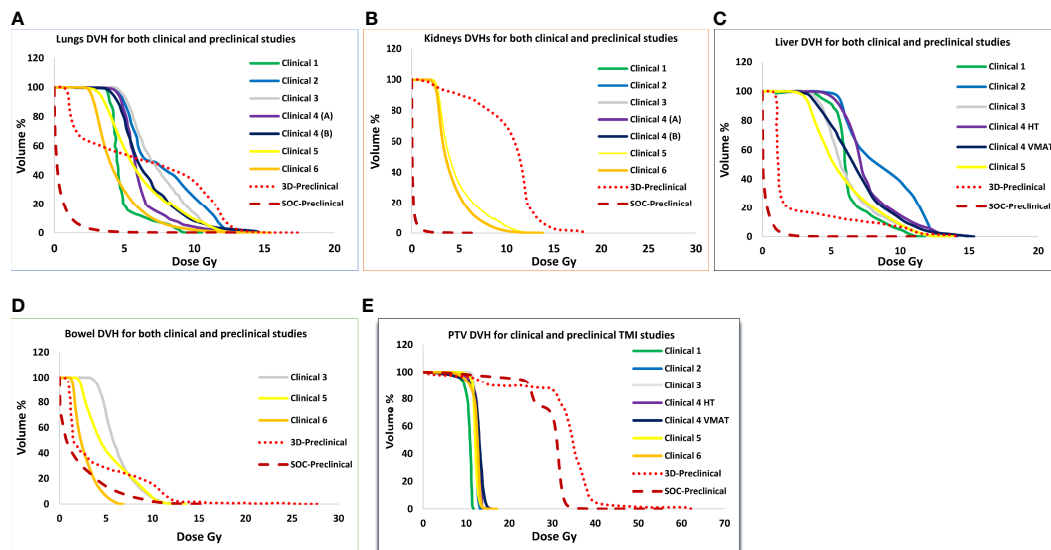 A
Lungs DVH for both clinical and preclinical studies
120
100
80
60
40
20
0
Volume %
0
5
10
15
20
Dose Gy
Clinical 1
Clinical 2
Clinical 3
Clinical 4 (A)
Clinical 4 (B)
Clinical 5
Clinical 6
3D-Preclinical
SOC-Preclinical
B
Kidneys DVHs for both clinical and preclinical studies
120
100
80
60
40
20
0
Volume %
0
5
10
15
20
25
30
Dose Gy
Clinical 1
Clinical 2
Clinical 3
Clinical 4 (A)
Clinical 4 (B)
Clinical 5
Clinical 6
3D-Preclinical
SOC-Preclinical
C
Liver DVH for both clinical and preclinical studies
120
100
80
60
40
20
0
Volume %
0
5
10
15
20
Dose Gy
Clinical 1
Clinical 2
Clinical 3
Clinical 4 HT
Clinical 4 VMAT
Clinical 5
3D-Preclinical
SOC-Preclinical
D
Bowel DVH for both clinical and preclinical studies
120
100
80
60
40
20
0
Volume %
0
5
10
15
20
25
30
Dose Gy
Clinical 3
Clinical 5
Clinical 6
3D-Preclinical
SOC-Preclinical
E
PTV DVH for clinical and preclinical TMI studies
120
100
80
60
40
20
0
Volume %
0
10
20
30
40
50
60
70
Dose Gy
Clinical 1
Clinical 2
Clinical 3
Clinical 4 HT
Clinical 4 VMAT
Clinical 5
Clinical 6
3D-Preclinical
SOC-Preclinical